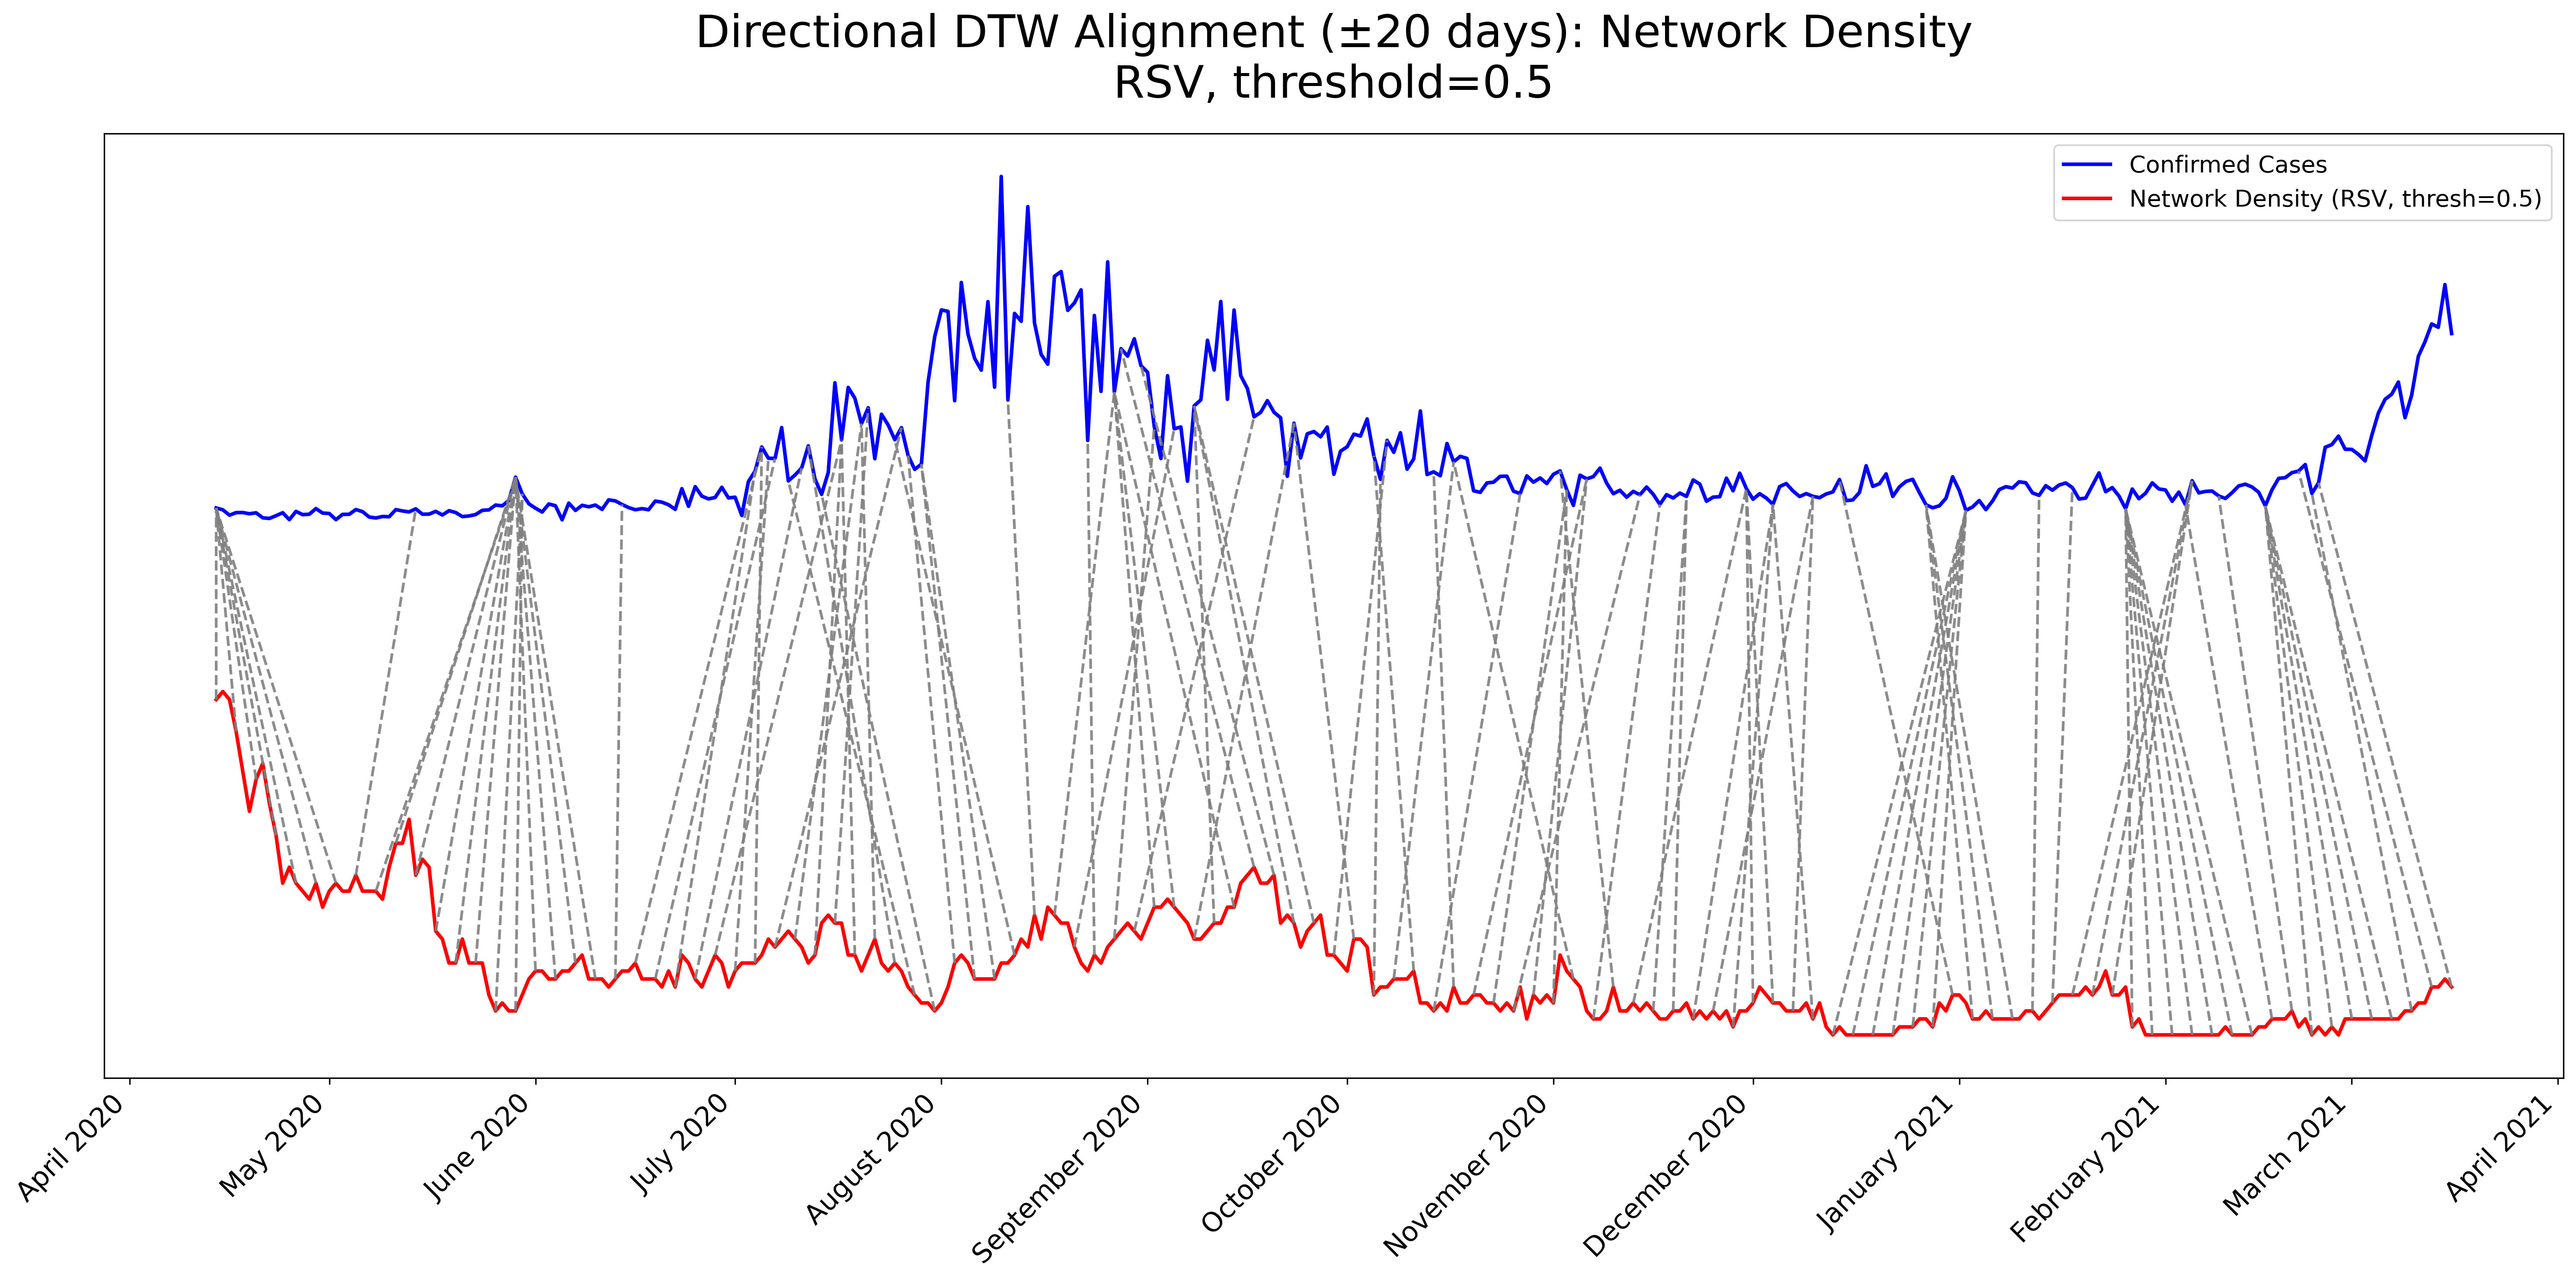 Directional DTW Alignment (±20 days): Network Density
RSV, threshold=0.5
Confirmed Cases
Network Density (RSV, thresh=0.5)
April 2020
May 2020
June 2020
July 2020
August 2020
September 2020
October 2020
November 2020
December 2020
January 2021
February 2021
March 2021
April 2021